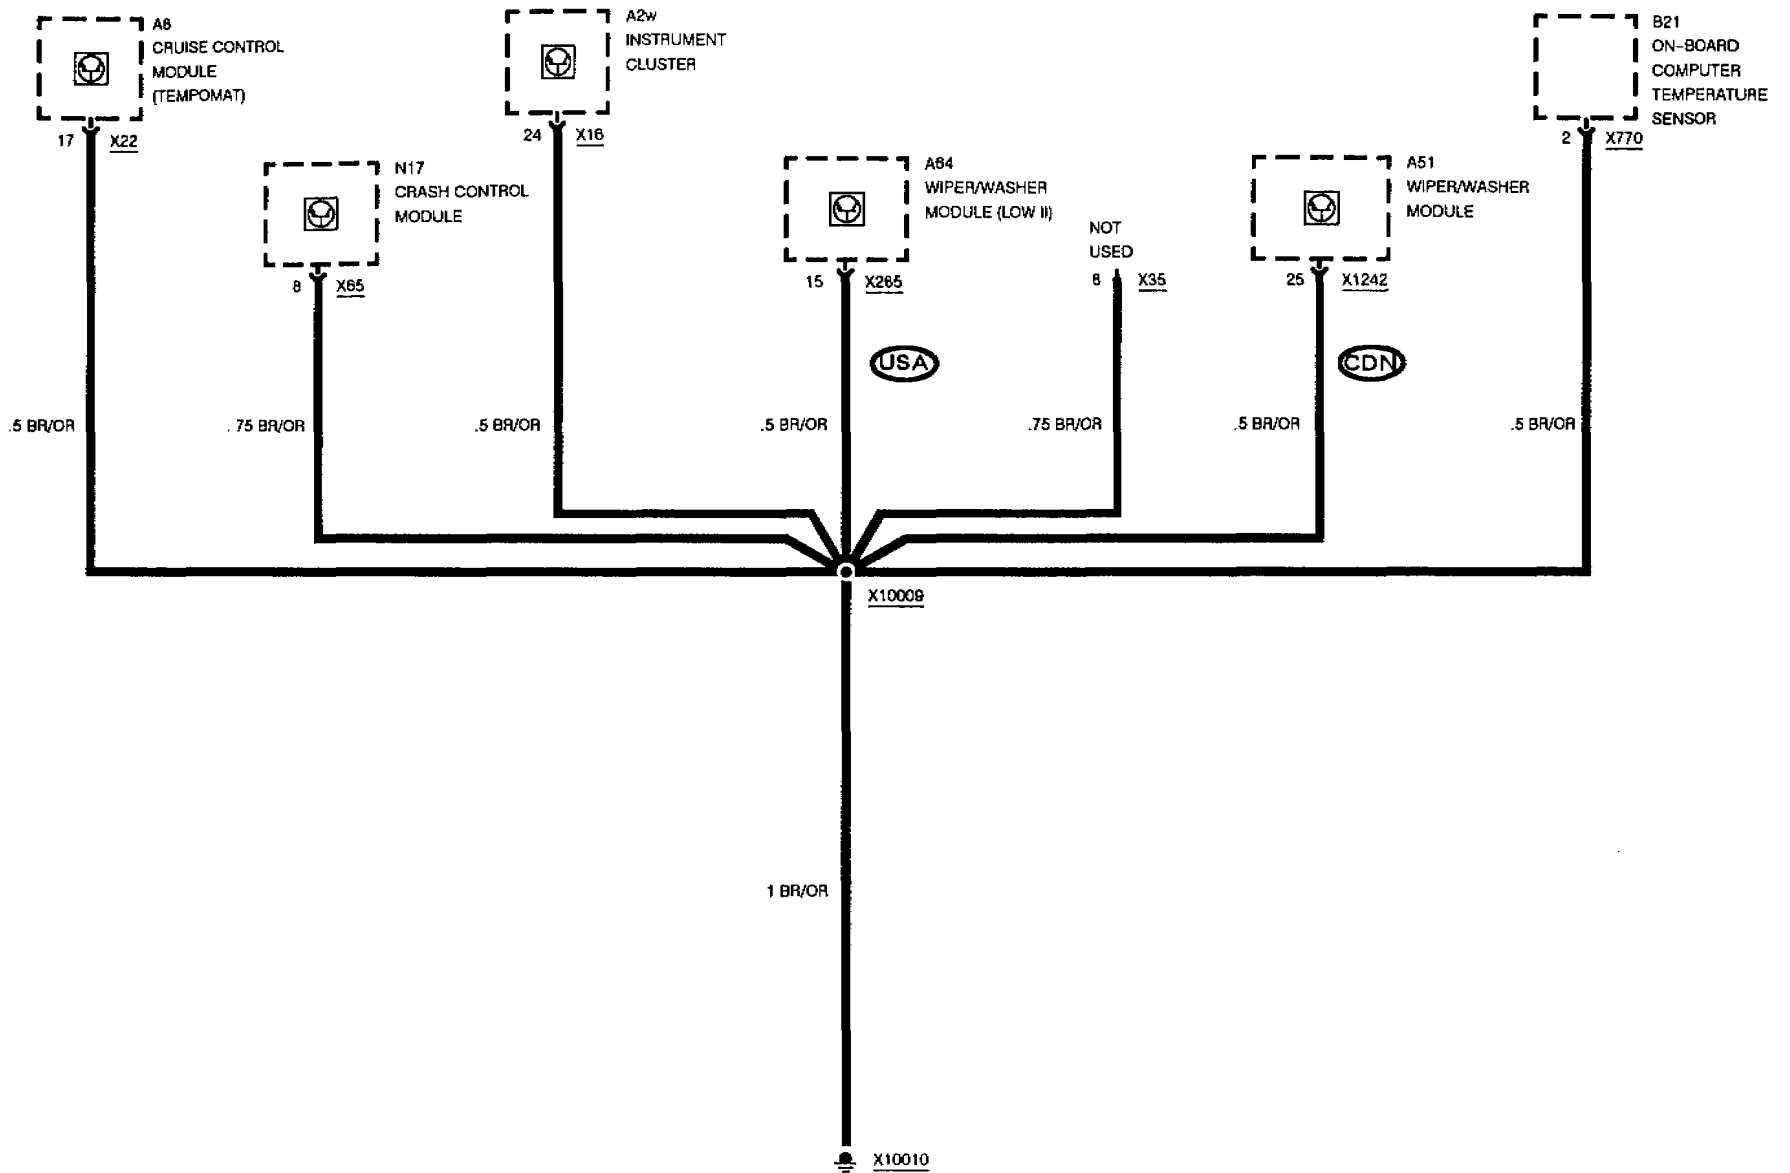 A6
CRUISE CONTROL
MODULE
(TEMPOMAT)
17 X22
N17
CRASH CONTROL
MODULE
8 X65
A2w
INSTRUMENT
CLUSTER
24 X16
A64
WIPER/WASHER
MODULE (LOW II)
15 X265
USA
NOT
USED
6 X35
A51
WIPER/WASHER
MODULE
25 X1242
CDN
B21
ON-BOARD
COMPUTER
TEMPERATURE
SENSOR
2 X770
.5 BR/OR
.75 BR/OR
.5 BR/OR
.5 BR/OR
.75 BR/OR
.5 BR/OR
.5 BR/OR
X10009
1 BR/OR
X10010